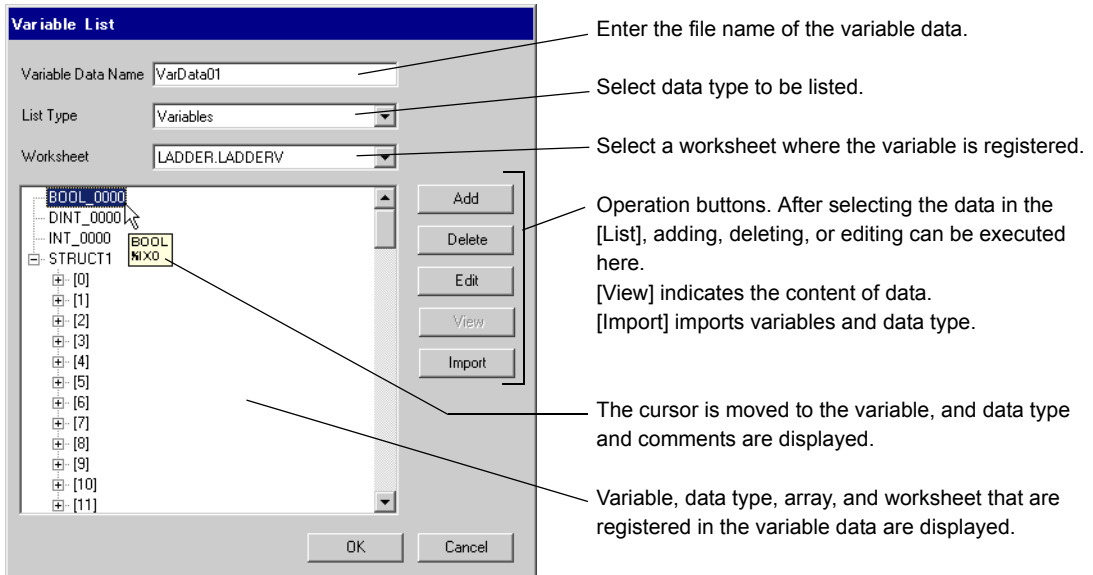 Variable List
Enter the file name of the variable data.
Variable Data Name VarData01
Select data type to be listed.
List Type Variables
Select a worksheet where the variable is registered.
Worksheet LADDER.LADDERV
BOOL_0000
DINT_0000
INT_0000
BOOL
%IX0
STRUCT1
[0]
[1]
[2]
[3]
[4]
[5]
[6]
[7]
[8]
[9]
[10]
[11]
Add
Delete
Edit
View
Import
Operation buttons. After selecting the data in the
[List], adding, deleting, or editing can be executed
here.
[View] indicates the content of data.
[Import] imports variables and data type.
The cursor is moved to the variable, and data type
and comments are displayed.
Variable, data type, array, and worksheet that are
registered in the variable data are displayed.
OK Cancel